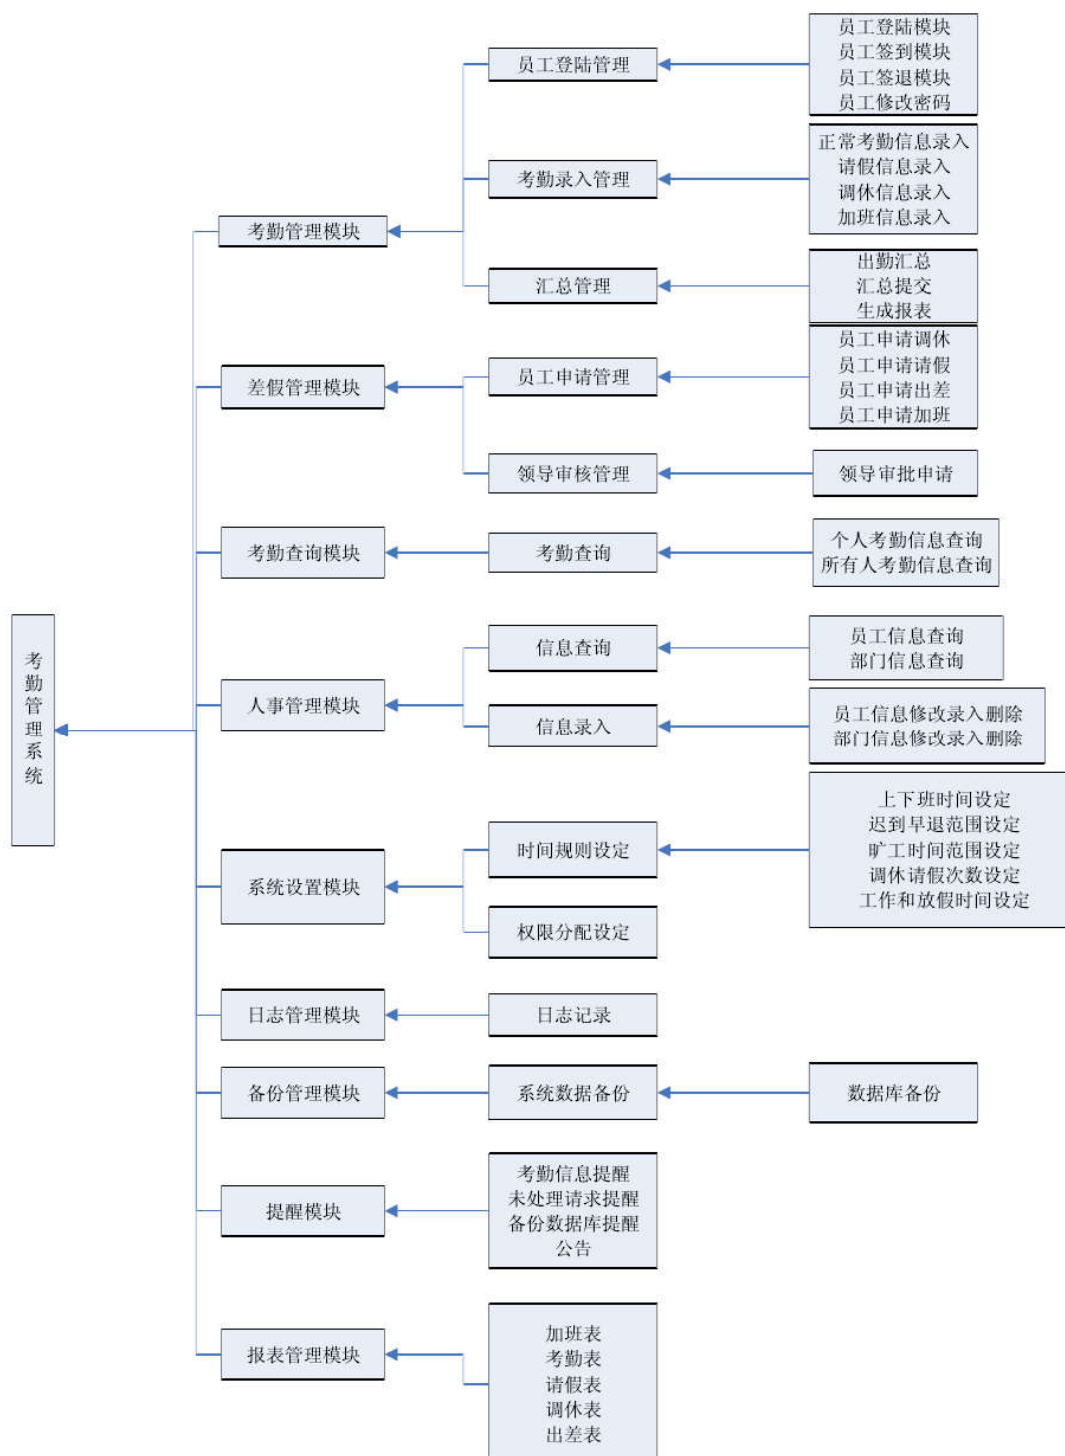 考勤管理系统
考勤管理模块
员工登陆管理
员工登陆模块
员工签到模块
员工签退模块
员工修改密码
考勤录入管理
正常考勤信息录入
请假信息录入
调休信息录入
加班信息录入
汇总管理
出勤汇总
汇总提交
生成报表
差假管理模块
员工申请管理
员工申请调休
员工申请请假
员工申请出差
员工申请加班
领导审核管理
领导审批申请
考勤查询模块
考勤查询
个人考勤信息查询
所有人考勤信息查询
人事管理模块
信息查询
员工信息查询
部门信息查询
信息录入
员工信息修改录入删除
部门信息修改录入删除
系统设置模块
时间规则设定
上下班时间设定
迟到早退范围设定
旷工时间范围设定
调休请假次数设定
工作和放假时间设定
权限分配设定
日志管理模块
日志记录
备份管理模块
系统数据备份
数据库备份
提醒模块
考勤信息提醒
未处理请求提醒
备份数据库提醒
公告
报表管理模块
加班表
考勤表
请假表
调休表
出差表